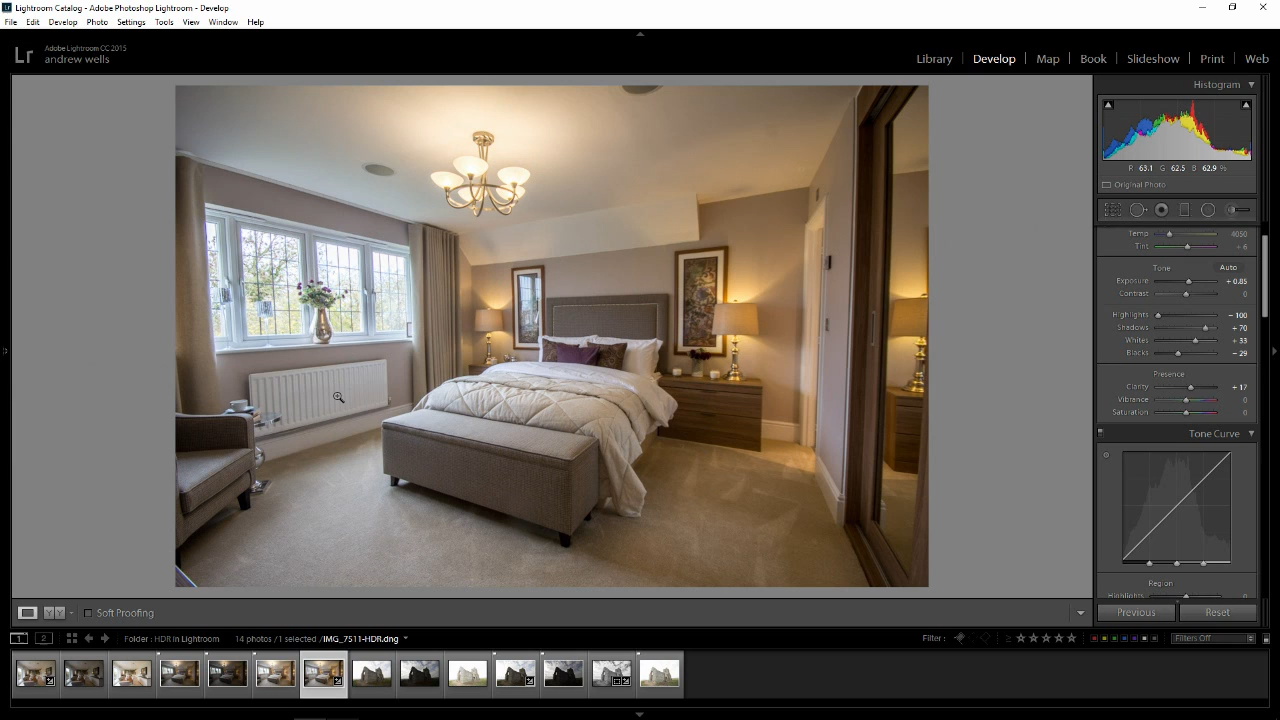 Lightroom Catalog - Adobe Photoshop Lightroom - Develop
File Edit Develop Photo Settings Tools View Window Help
Lr Adobe Lightroom CC 2015
andrew wells
Library | Develop | Map | Book | Slideshow | Print | Web
Histogram
R 63.1 G 62.5 B 62.9 %
Original Photo
Temp 4050
Tint + 6
Tone Auto
Exposure + 0.85
Contrast 0
Highlights - 100
Shadows + 70
Whites + 33
Blacks - 29
Presence
Clarity + 17
Vibrance 0
Saturation 0
Tone Curve
Region
Highlights
Previous Reset
Y Y Soft Proofing
1 2 Folder : HDR in Lightroom 14 photos /1 selected /IMG_7511-HDR.dng Filter : Filters Off